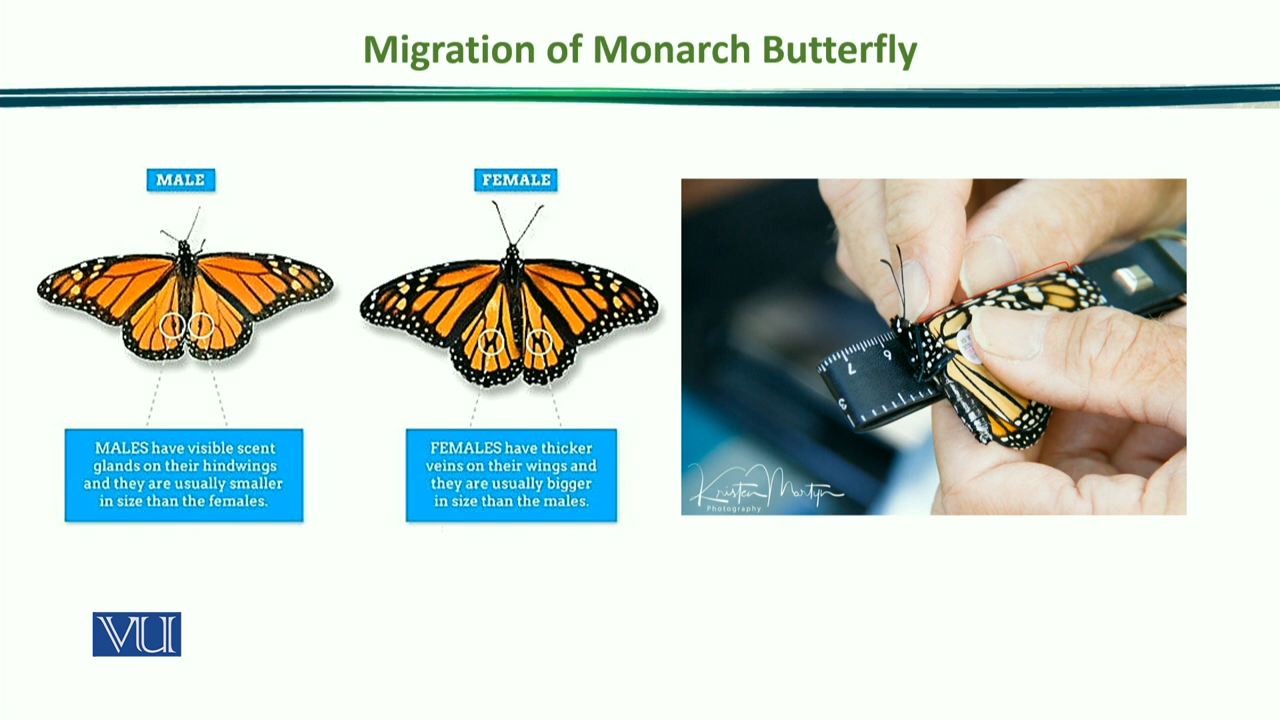 Migration of Monarch Butterfly
MALE
FEMALE
MALES have visible scent
glands on their hindwings
and they are usually smaller
in size than the females.
FEMALES have thicker
veins on their wings and
they are usually bigger
in size than the males.
7
6
Kristen Martyn
Photography
VU